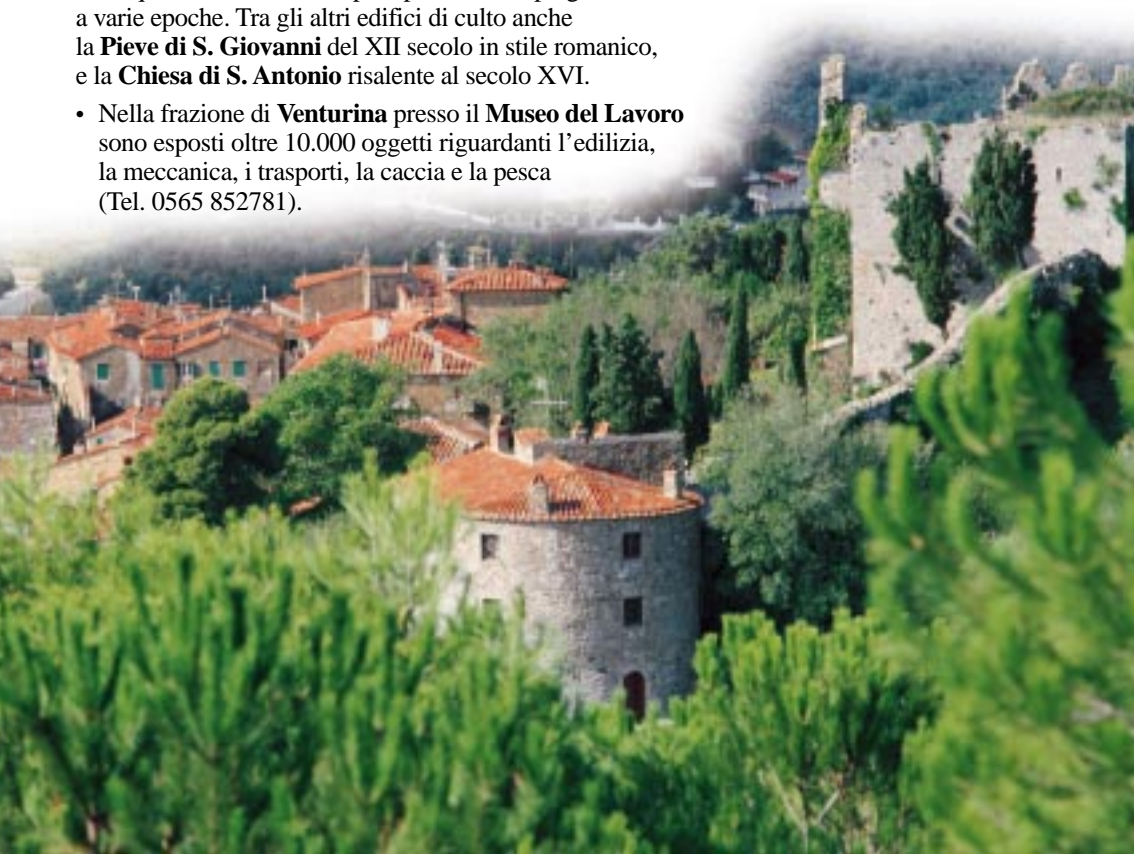 a varie epoche. Tra gli altri edifici di culto anche
la Pieve di S. Giovanni del XII secolo in stile romanico,
e la Chiesa di S. Antonio risalente al secolo XVI.
• Nella frazione di Venturina presso il Museo del Lavoro
sono esposti oltre 10.000 oggetti riguardanti l'edilizia,
la meccanica, i trasporti, la caccia e la pesca
(Tel. 0565 852781).